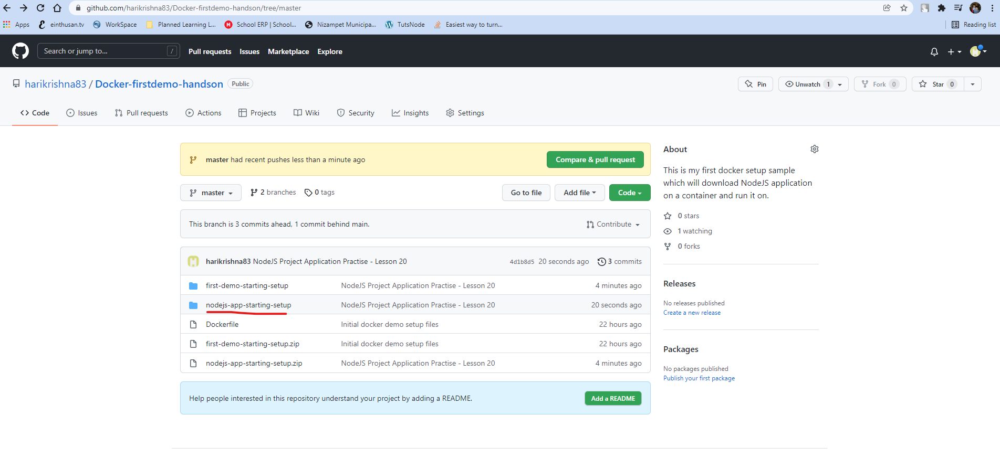 github.com/harikrishna83/Docker-firstdemo-handson/tree/master
Apps einthusan.tv WorkSpace Planned Learning L... School ERP | School... Nizampet Municipa... TutsNode Easiest way to turn... Reading list
Search or jump to... / Pull requests Issues Marketplace Explore
harikrishna83 / Docker-firstdemo-handson Public Pin Unwatch 1 Fork 0 Star 0
Code Issues Pull requests Actions Projects Wiki Security Insights Settings
master had recent pushes less than a minute ago Compare & pull request
master 2 branches 0 tags Go to file Add file Code
This branch is 3 commits ahead, 1 commit behind main. Contribute
harikrishna83 NodeJS Project Application Practise - Lesson 20 4d1b8d5 20 seconds ago 3 commits
first-demo-starting-setup NodeJS Project Application Practise - Lesson 20 4 minutes ago
nodejs-app-starting-setup NodeJS Project Application Practise - Lesson 20 20 seconds ago
Dockerfile Initial docker demo setup files 22 hours ago
first-demo-starting-setup.zip Initial docker demo setup files 22 hours ago
nodejs-app-starting-setup.zip NodeJS Project Application Practise - Lesson 20 4 minutes ago
Help people interested in this repository understand your project by adding a README. Add a README
About
This is my first docker setup sample
which will download NodeJS application
on a container and run it on.
0 stars
1 watching
0 forks
Releases
No releases published
Create a new release
Packages
No packages published
Publish your first package